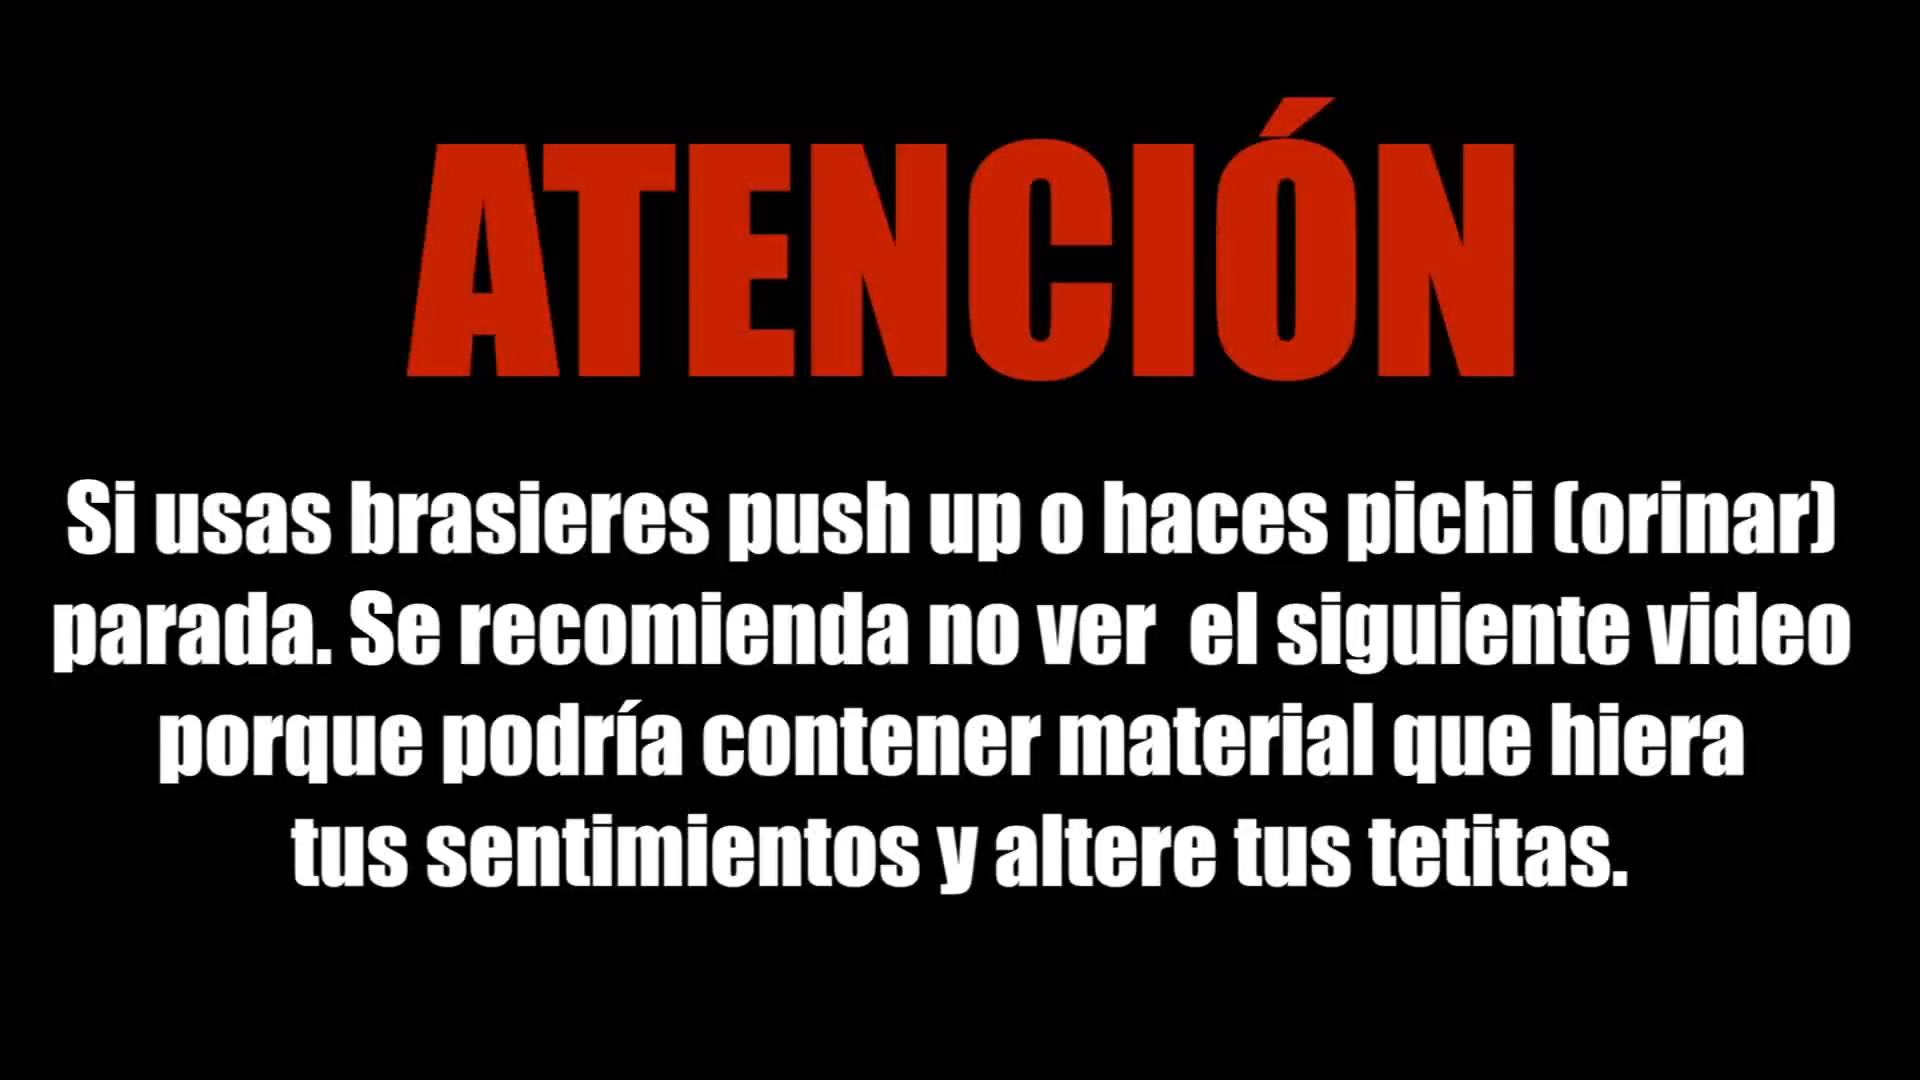 ATENCIÓN
Si usas brasieres push up o haces pichi (orinar)
parada. Se recomienda no ver  el siguiente video
porque podría contener material que hiera
tus sentimientos y altere tus tetitas.